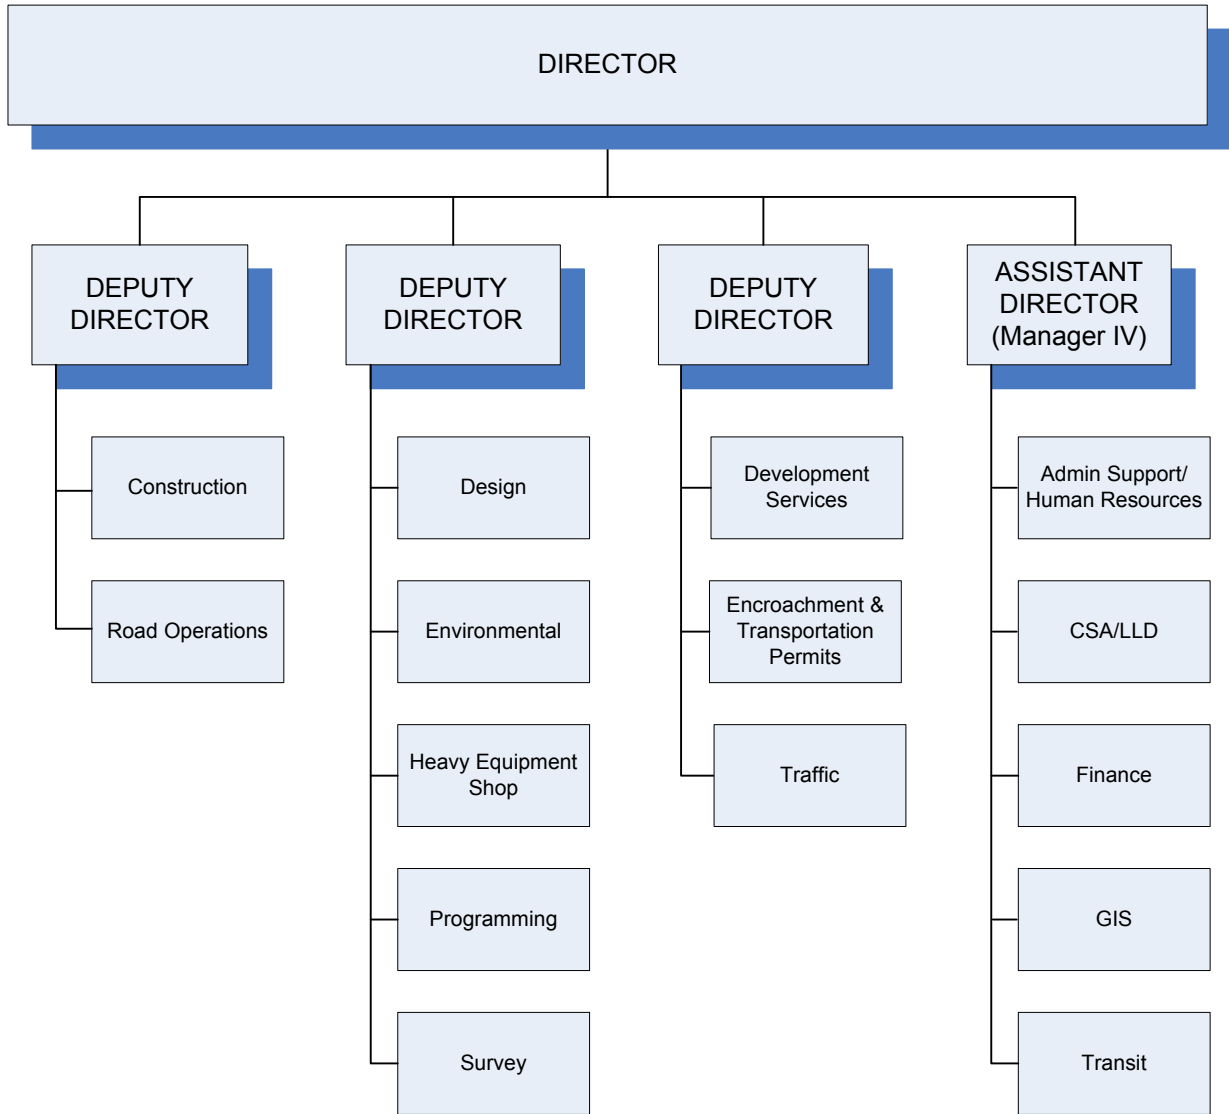 DIRECTOR
DEPUTY
DIRECTOR
DEPUTY
DIRECTOR
DEPUTY
DIRECTOR
ASSISTANT
DIRECTOR
(Manager IV)
Construction
Road Operations
Design
Environmental
Heavy Equipment
Shop
Programming
Survey
Development
Services
Encroachment &
Transportation
Permits
Traffic
Admin Support/
Human Resources
CSA/LLD
Finance
GIS
Transit